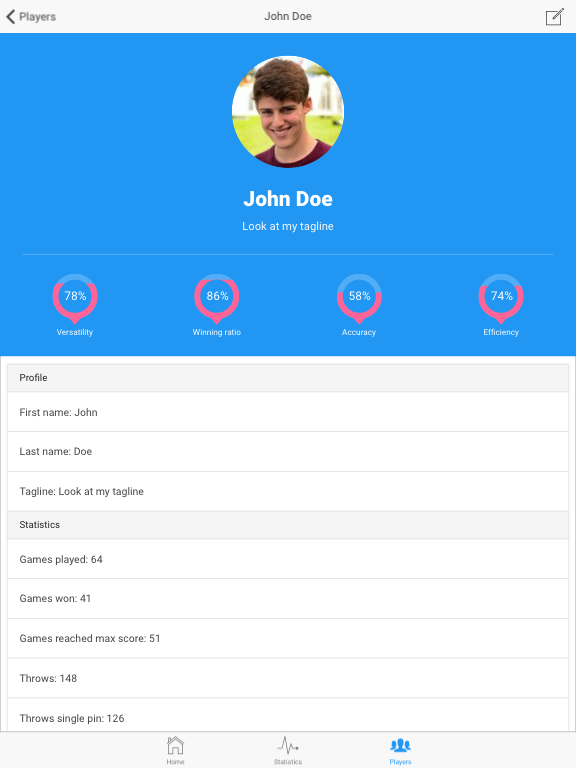 Players
John Doe
John Doe
Look at my tagline
78% 86% 58% 74%
Versatility Winning ratio Accuracy Efficiency
Profile
First name: John
Last name: Doe
Tagline: Look at my tagline
Statistics
Games played: 64
Games won: 41
Games reached max score: 51
Throws: 148
Throws single pin: 126
Home Statistics Players